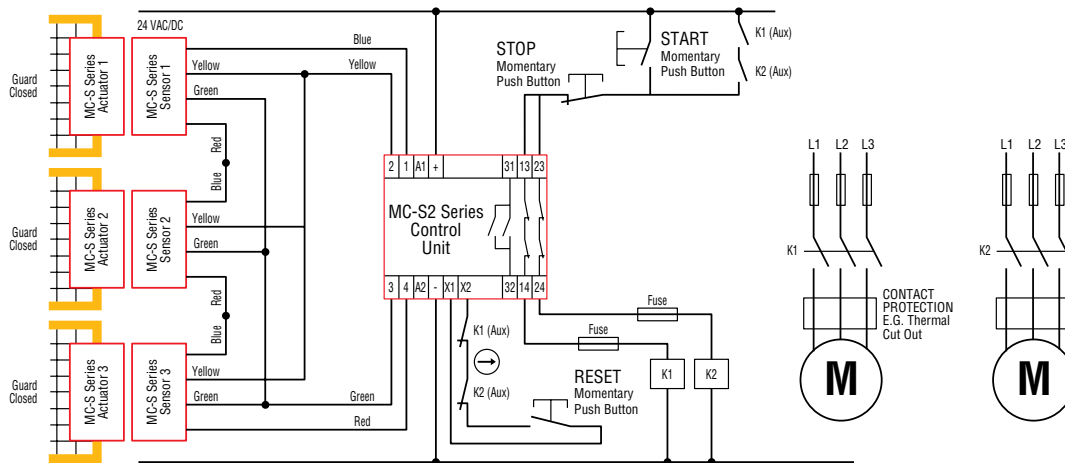 24 VAC/DC
Guard
Closed
MC-S Series
Actuator 1
MC-S Series
Sensor 1
Blue
Yellow
Yellow
Green
Red
Blue
Guard
Closed
MC-S Series
Actuator 2
MC-S Series
Sensor 2
Yellow
Green
Red
Blue
Guard
Closed
MC-S Series
Actuator 3
MC-S Series
Sensor 3
Yellow
Green
Green
Red
STOP
Momentary
Push Button
START
Momentary
Push Button
K1 (Aux)
K2 (Aux)
2 1 A1 + 31 13 23
MC-S2 Series
Control
Unit
3 4 A2 - X1 X2 32 14 24
K1 (Aux)
K2 (Aux)
RESET
Momentary
Push Button
Fuse
Fuse
K1
K2
L1 L2 L3
K1
CONTACT
PROTECTION
E.G. Thermal
Cut Out
M
L1 L2 L3
K2
M